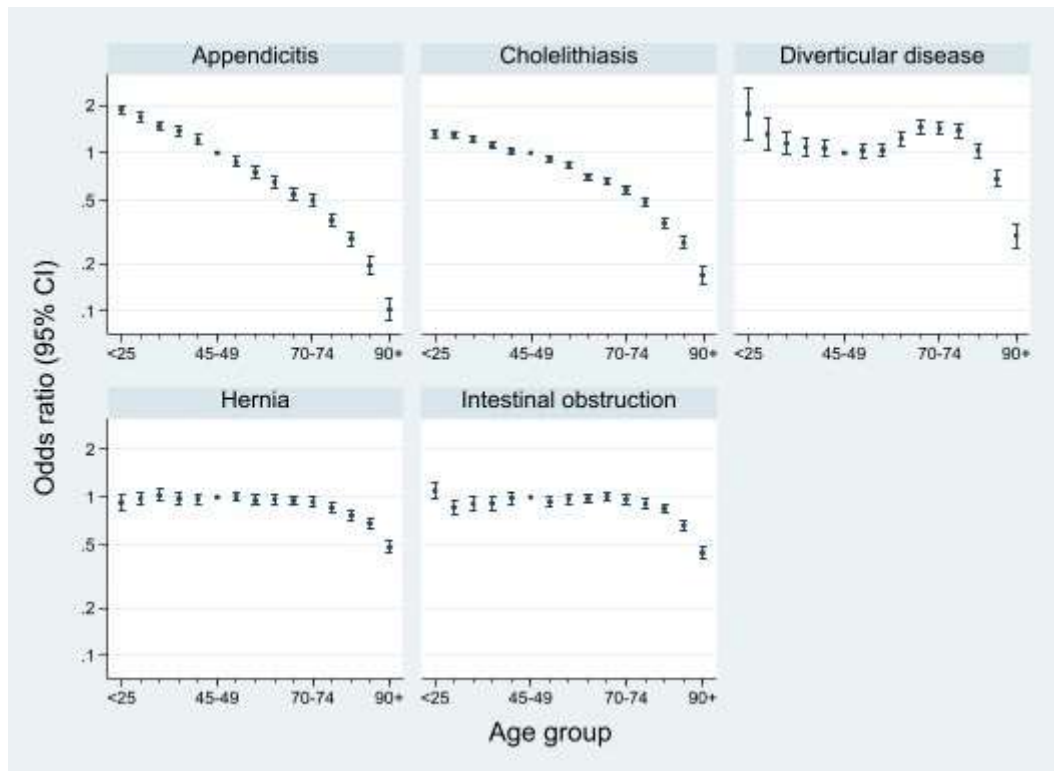 Appendicitis
Cholelithiasis
Diverticular disease
2
1
.5
.2
.1
<25 45-49 70-74 90+
<25 45-49 70-74 90+
<25 45-49 70-74 90+
Odds ratio (95% CI)
Hernia
Intestinal obstruction
2
1
.5
.2
.1
<25 45-49 70-74 90+
<25 45-49 70-74 90+
Age group